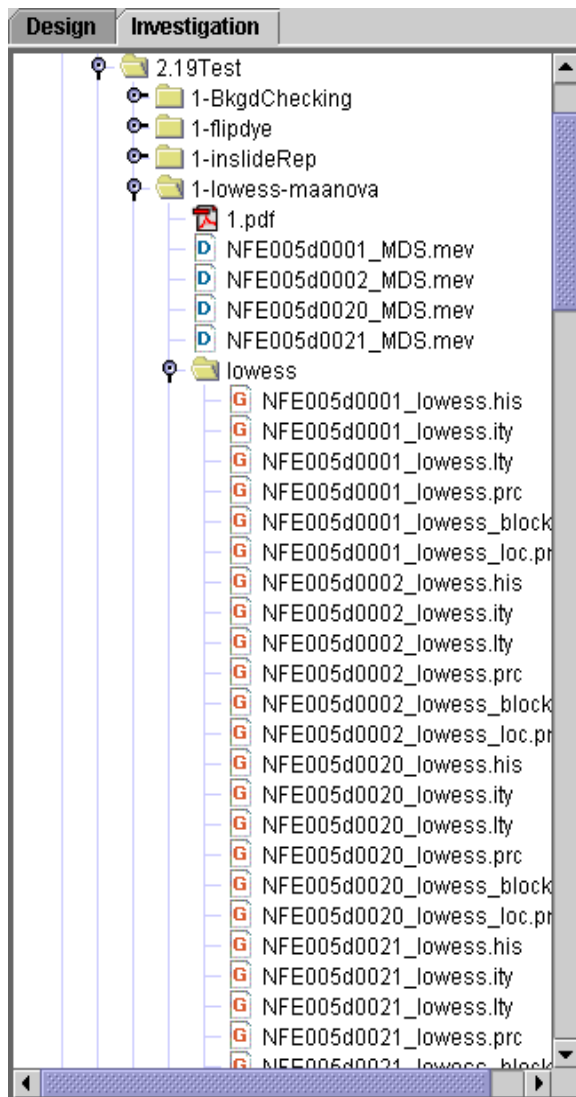 Design Investigation
2.19Test
1-BkgdChecking
1-flipdye
1-inslideRep
1-lowess-maanova
1.pdf
D NFE005d0001_MDS.mev
D NFE005d0002_MDS.mev
D NFE005d0020_MDS.mev
D NFE005d0021_MDS.mev
lowess
G NFE005d0001_lowess.his
G NFE005d0001_lowess.ity
G NFE005d0001_lowess.lty
G NFE005d0001_lowess.prc
G NFE005d0001_lowess_block
G NFE005d0001_lowess_loc.pr
G NFE005d0002_lowess.his
G NFE005d0002_lowess.ity
G NFE005d0002_lowess.lty
G NFE005d0002_lowess.prc
G NFE005d0002_lowess_block
G NFE005d0002_lowess_loc.pr
G NFE005d0020_lowess.his
G NFE005d0020_lowess.ity
G NFE005d0020_lowess.lty
G NFE005d0020_lowess.prc
G NFE005d0020_lowess_block
G NFE005d0020_lowess_loc.pr
G NFE005d0021_lowess.his
G NFE005d0021_lowess.ity
G NFE005d0021_lowess.lty
G NFE005d0021_lowess.prc
G NFE005d0021_lowess_block